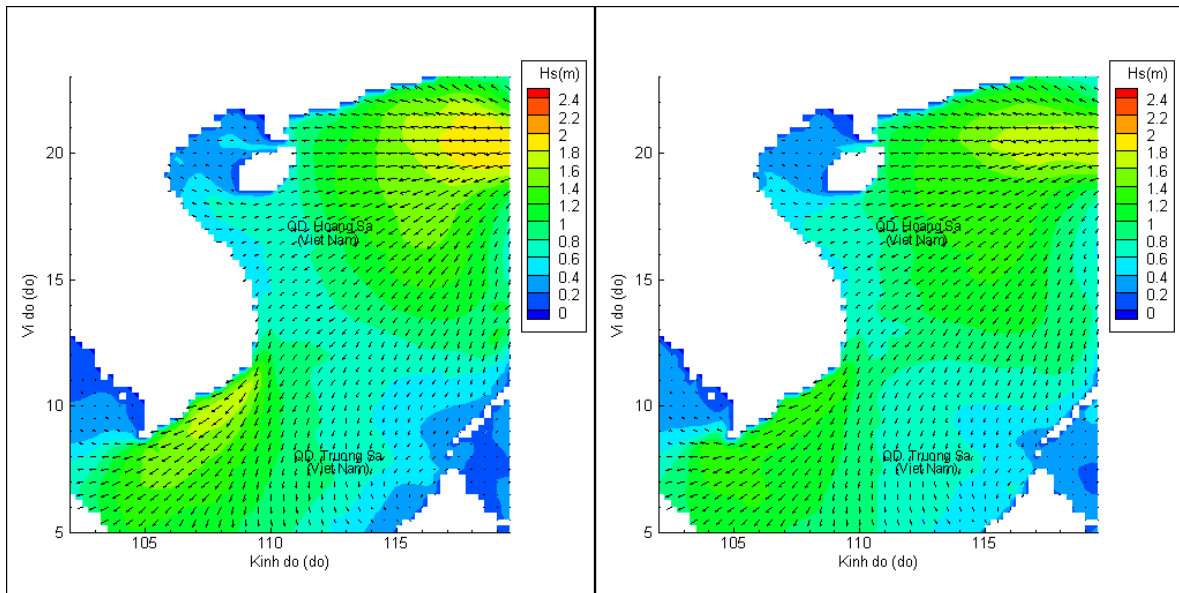 Hs(m)
2.4
2.2
2
1.8
1.6
1.4
1.2
1
0.8
0.6
0.4
0.2
0
20
15
10
5
Vi do (do)
QD. Hoang Sa
(Viet Nam)
QD. Truong Sa
(Viet Nam)
105
110
115
Kinh do (do)
Hs(m)
2.4
2.2
2
1.8
1.6
1.4
1.2
1
0.8
0.6
0.4
0.2
0
20
15
10
5
Vi do (do)
QD. Hoang Sa
(Viet Nam)
QD. Truong Sa
(Viet Nam)
105
110
115
Kinh do (do)